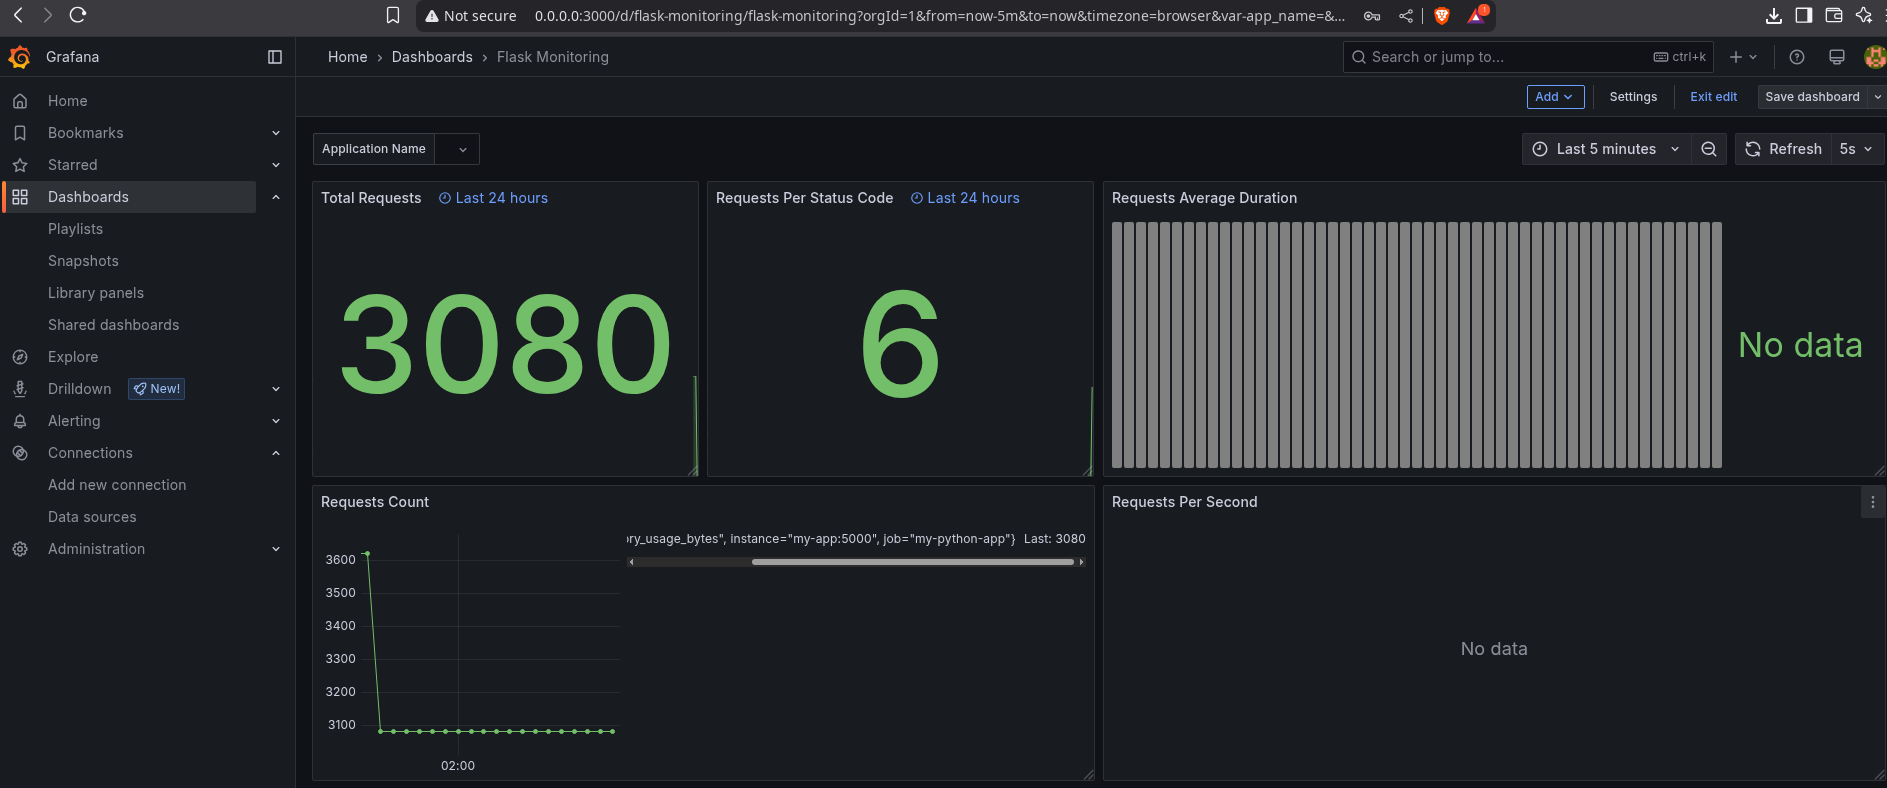 Not secure 0.0.0.0:3000/d/flask-monitoring/flask-monitoring?orgId=1&from=now-5m&to=now&timezone=browser&var-app_name=&...
Grafana
Home › Dashboards › Flask Monitoring
Search or jump to...
ctrl+k
Home
Bookmarks
Starred
Dashboards
Playlists
Snapshots
Library panels
Shared dashboards
Explore
Drilldown New!
Alerting
Connections
Add new connection
Data sources
Administration
Add
Settings
Exit edit
Save dashboard
Application Name
Last 5 minutes
Refresh
5s
Total Requests Last 24 hours
3080
Requests Per Status Code Last 24 hours
6
Requests Average Duration
No data
Requests Count
3600
3500
3400
3300
3200
3100
02:00
ry_usage_bytes", instance="my-app:5000", job="my-python-app"} Last: 3080
Requests Per Second
No data